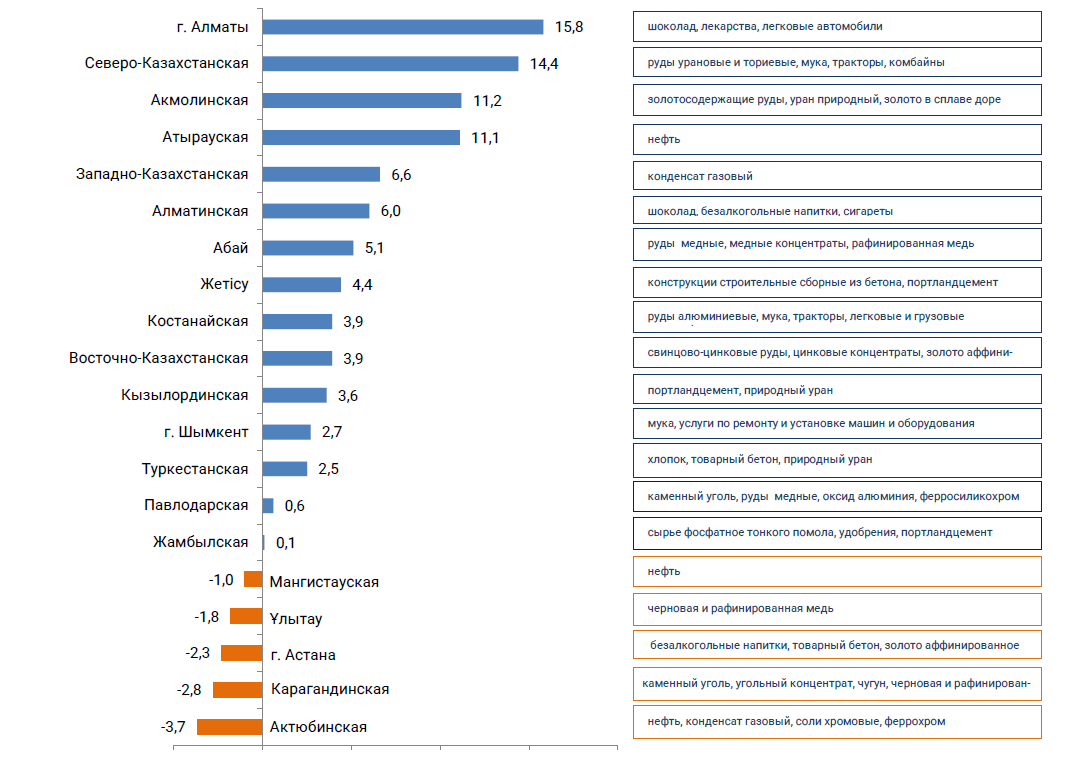 г. Алматы 15,8 шоколад, лекарства, легковые автомобили
Северо-Казахстанская 14,4 руды урановые и ториевые, мука, тракторы, комбайны
Акмолинская 11,2 золотосодержащие руды, уран природный, золото в сплаве доре
Атырауская 11,1 нефть
Западно-Казахстанская 6,6 конденсат газовый
Алматинская 6,0 шоколад, безалкогольные напитки, сигареты
Абай 5,1 руды медные, медные концентраты, рафинированная медь
Жетісу 4,4 конструкции строительные сборные из бетона, портландцемент
Костанайская 3,9 руды алюминиевые, мука, тракторы, легковые и грузовые
Восточно-Казахстанская 3,9 свинцово-цинковые руды, цинковые концентраты, золото аффини-
Кызылординская 3,6 портландцемент, природный уран
г. Шымкент 2,7 мука, услуги по ремонту и установке машин и оборудования
Туркестанская 2,5 хлопок, товарный бетон, природный уран
Павлодарская 0,6 каменный уголь, руды медные, оксид алюминия, ферросиликохром
Жамбылская 0,1 сырье фосфатное тонкого помола, удобрения, портландцемент
-1,0 Мангистауская нефть
-1,8 Ұлытау черновая и рафинированная медь
-2,3 г. Астана безалкогольные напитки, товарный бетон, золото аффинированное
-2,8 Карагандинская каменный уголь, угольный концентрат, чугун, черновая и рафинирован-
-3,7 Актюбинская нефть, конденсат газовый, соли хромовые, феррохром